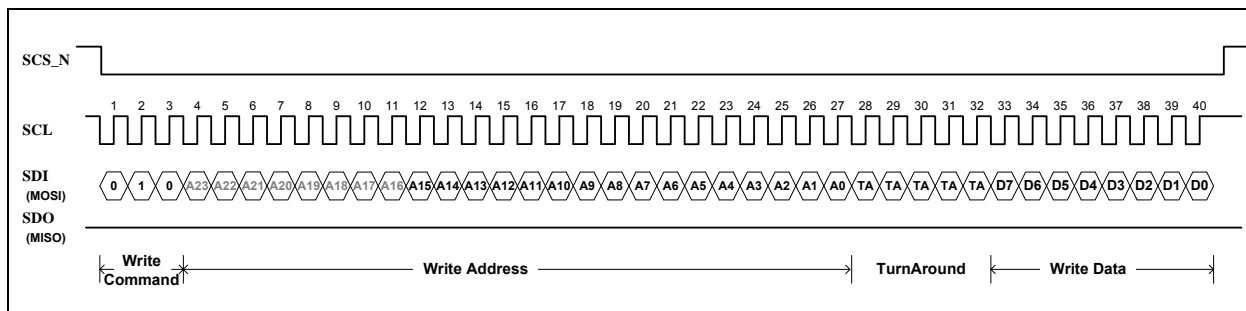 SCS_N
1 2 3 4 5 6 7 8 9 10 11 12 13 14 15 16 17 18 19 20 21 22 23 24 25 26 27 28 29 30 31 32 33 34 35 36 37 38 39 40
SCL
SDI
(MOSI)
0 1 0 A23 A22 A21 A20 A19 A18 A17 A16 A15 A14 A13 A12 A11 A10 A9 A8 A7 A6 A5 A4 A3 A2 A1 A0 TA TA TA TA TA D7 D6 D5 D4 D3 D2 D1 D0
SDO
(MISO)
Write
Command
Write Address
TurnAround
Write Data